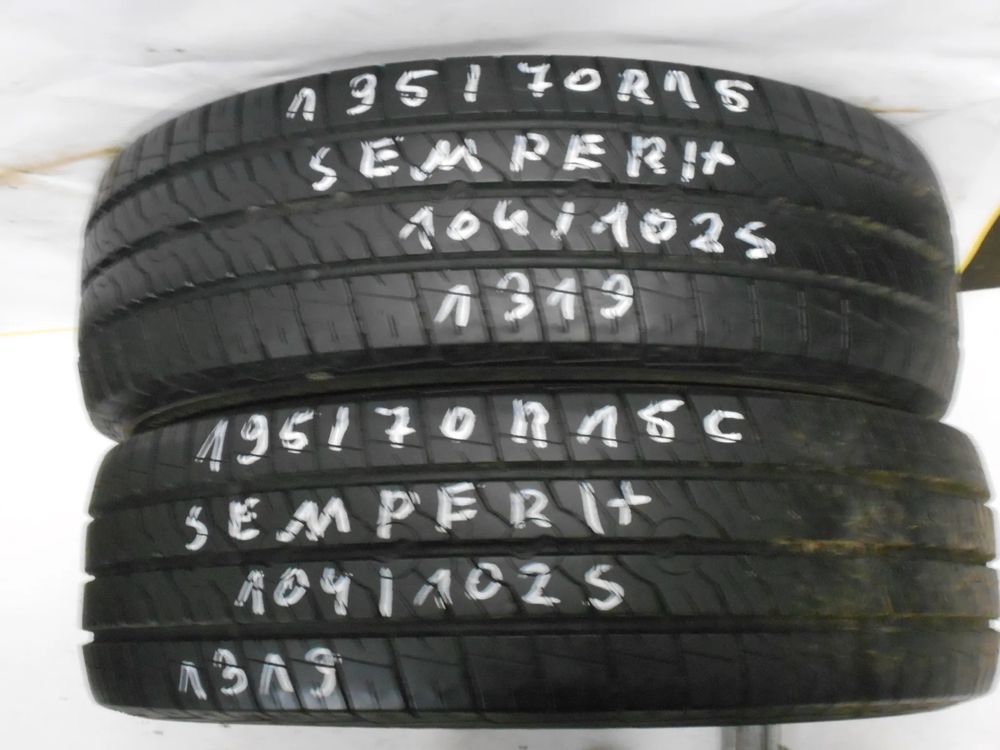 195/70R15
SEMPERIt
104/102S
1319
195/70R15C
SEMPERIt
104/102S
1319